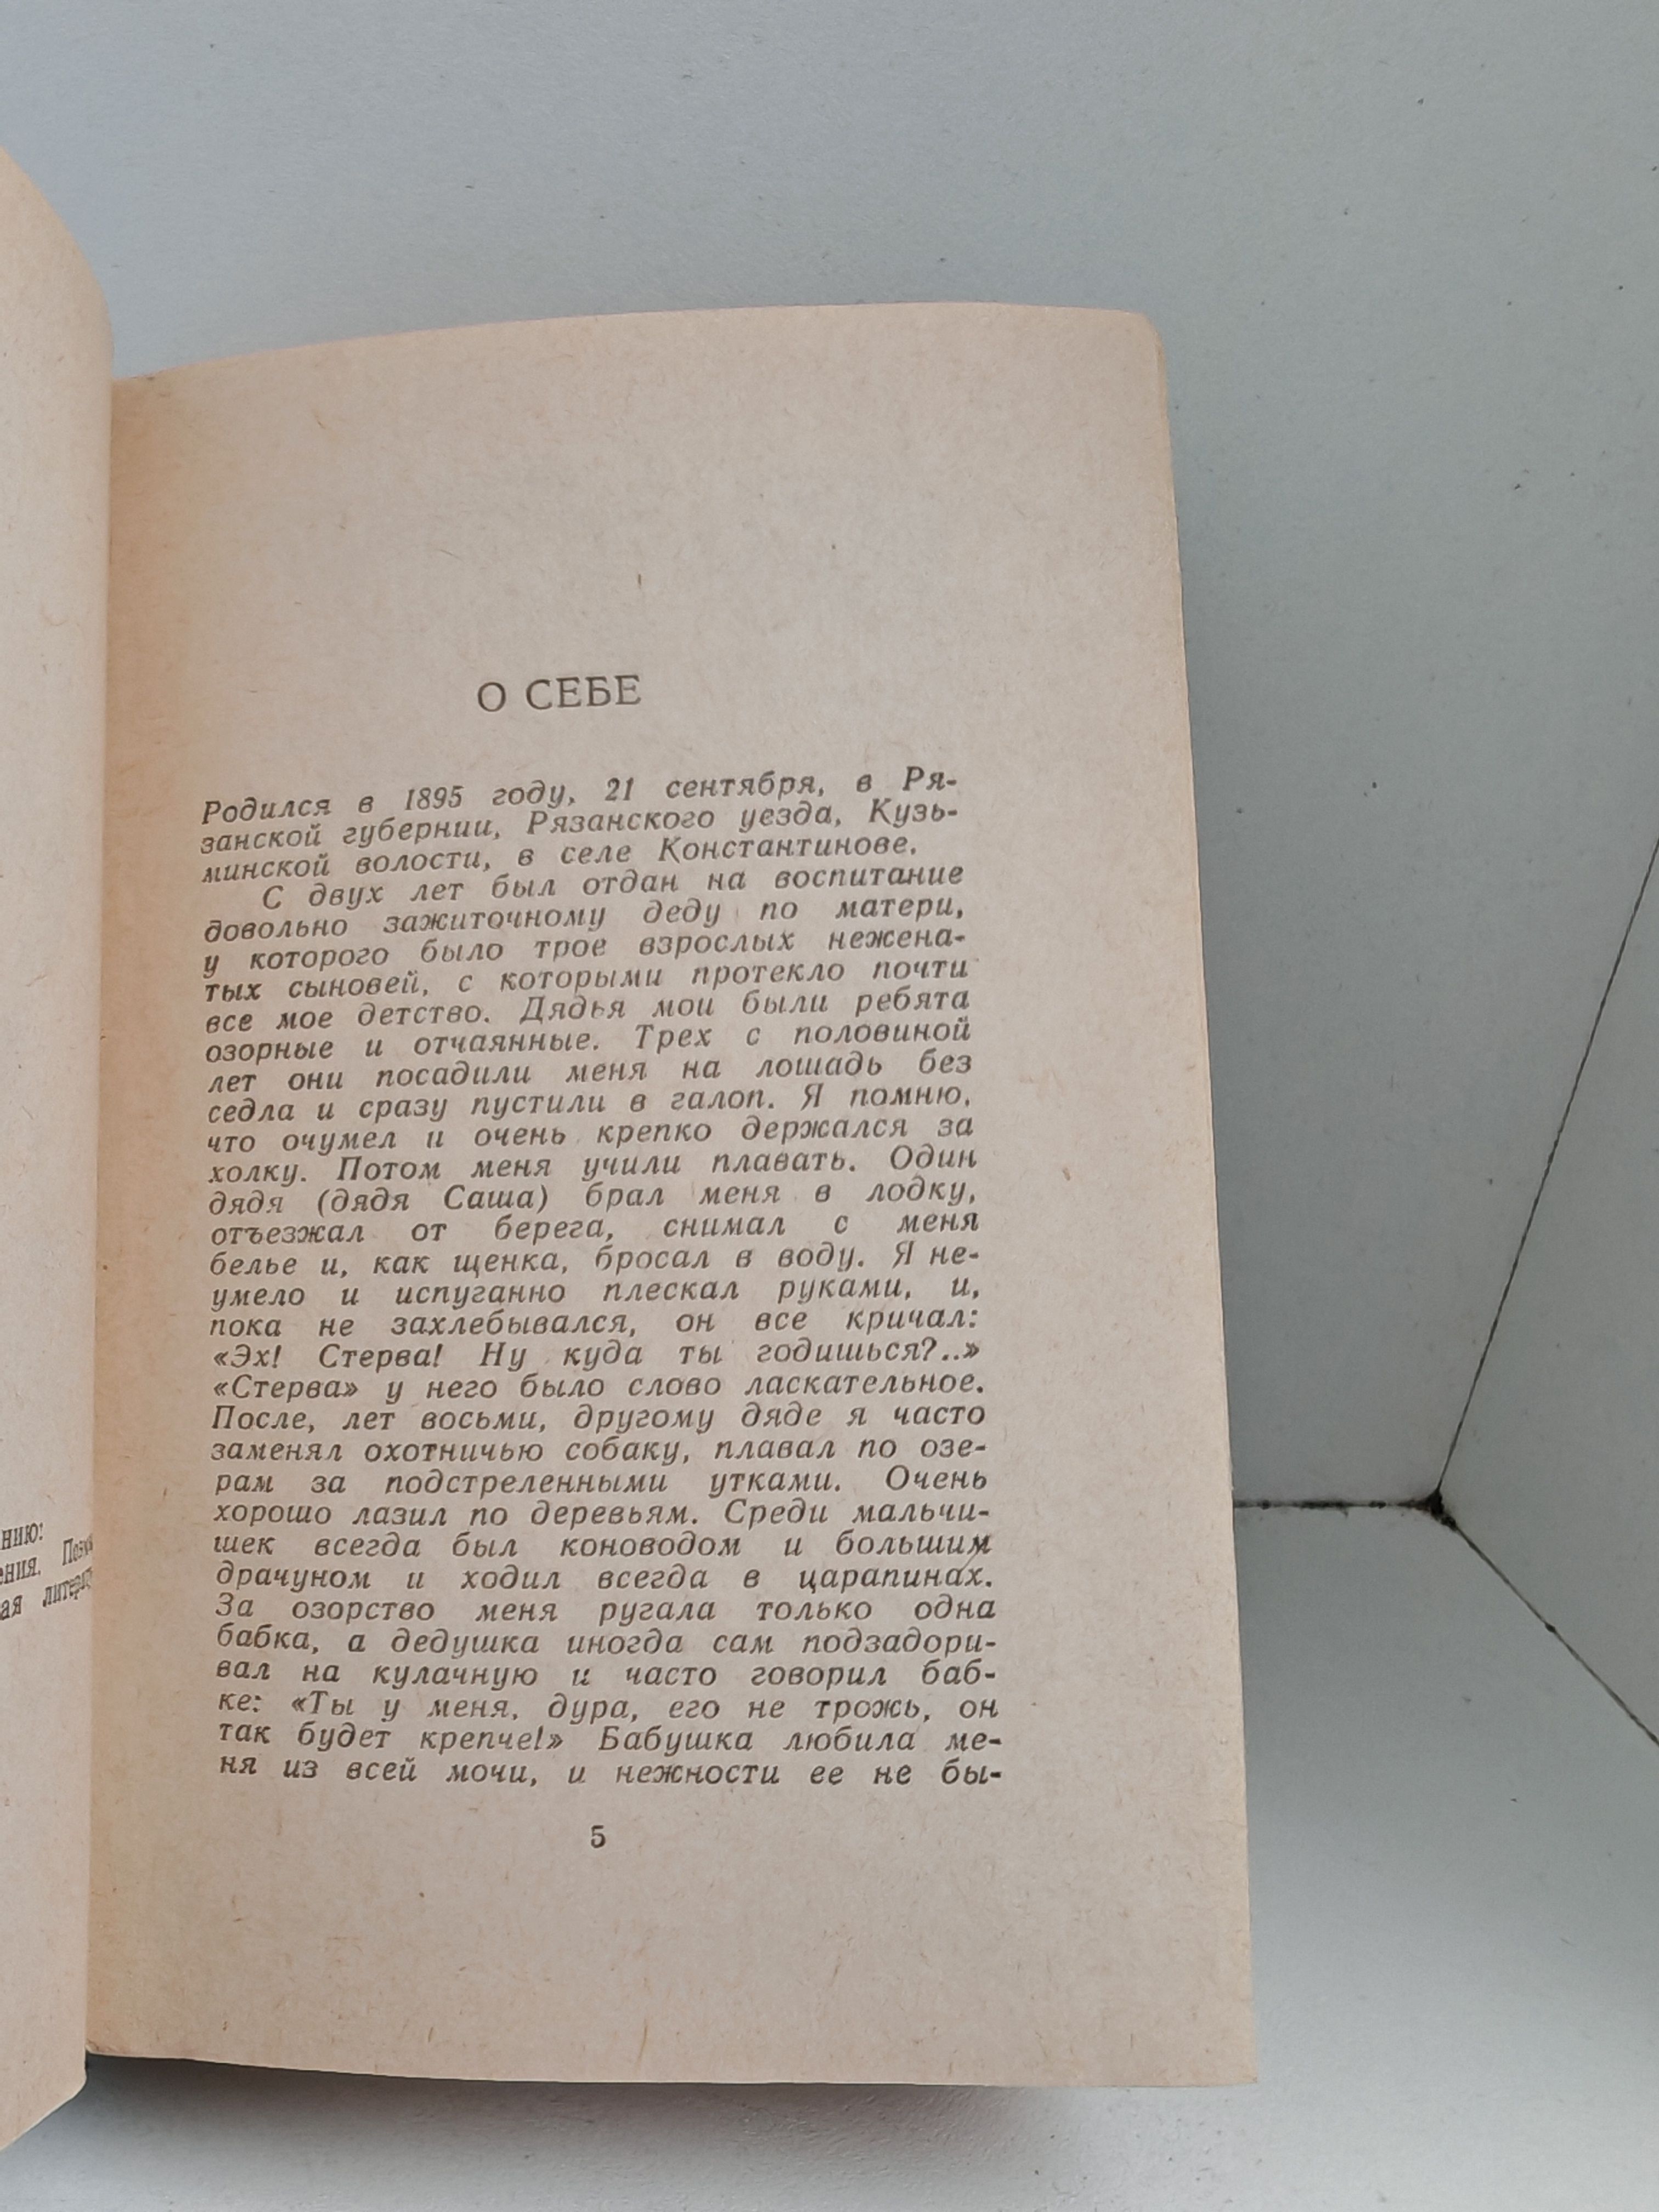 нию:
ения.
ая
О СЕБЕ
Родился в 1895 году, 21 сентября, в Ря-
занской губернии, Рязанского уезда, Кузь-
минской волости, в селе Константинове.
С двух лет был отдан на воспитание
довольно зажиточному деду по матери,
у которого было трое взрослых нежена-
тых сыновей, с которыми протекло почти
все мое детство. Дядья мои были ребята
озорные и отчаянные. Трех с половиной
лет они посадили меня на лошадь без
седла и сразу пустили в галоп. Я помню,
что очумел и очень крепко держался за
холку. Потом меня учили плавать. Один
дядя (дядя Саша) брал меня в лодку,
отъезжал от берега, снимал с меня
белье и, как щенка, бросал в воду. Я не-
умело и испуганно плескал руками, и,
пока не захлебывался, он все кричал:
«Эх! Стерва! Ну куда ты годишься?..»
«Стерва» у него было слово ласкательное.
После, лет восьми, другому дяде я часто
заменял охотничью собаку, плавал по озе-
рам за подстреленными утками. Очень
хорошо лазил по деревьям. Среди мальчи-
шек всегда был коноводом и большим
драчуном и ходил всегда в царапинах.
За озорство меня ругала только одна
бабка, а дедушка иногда сам подзадори-
вал на кулачную и часто говорил баб-
ке: «Ты у меня, дура, его не трожь, он
так будет крепче!» Бабушка любила ме-
ня из всей мочи, и нежности ее не бы-
5